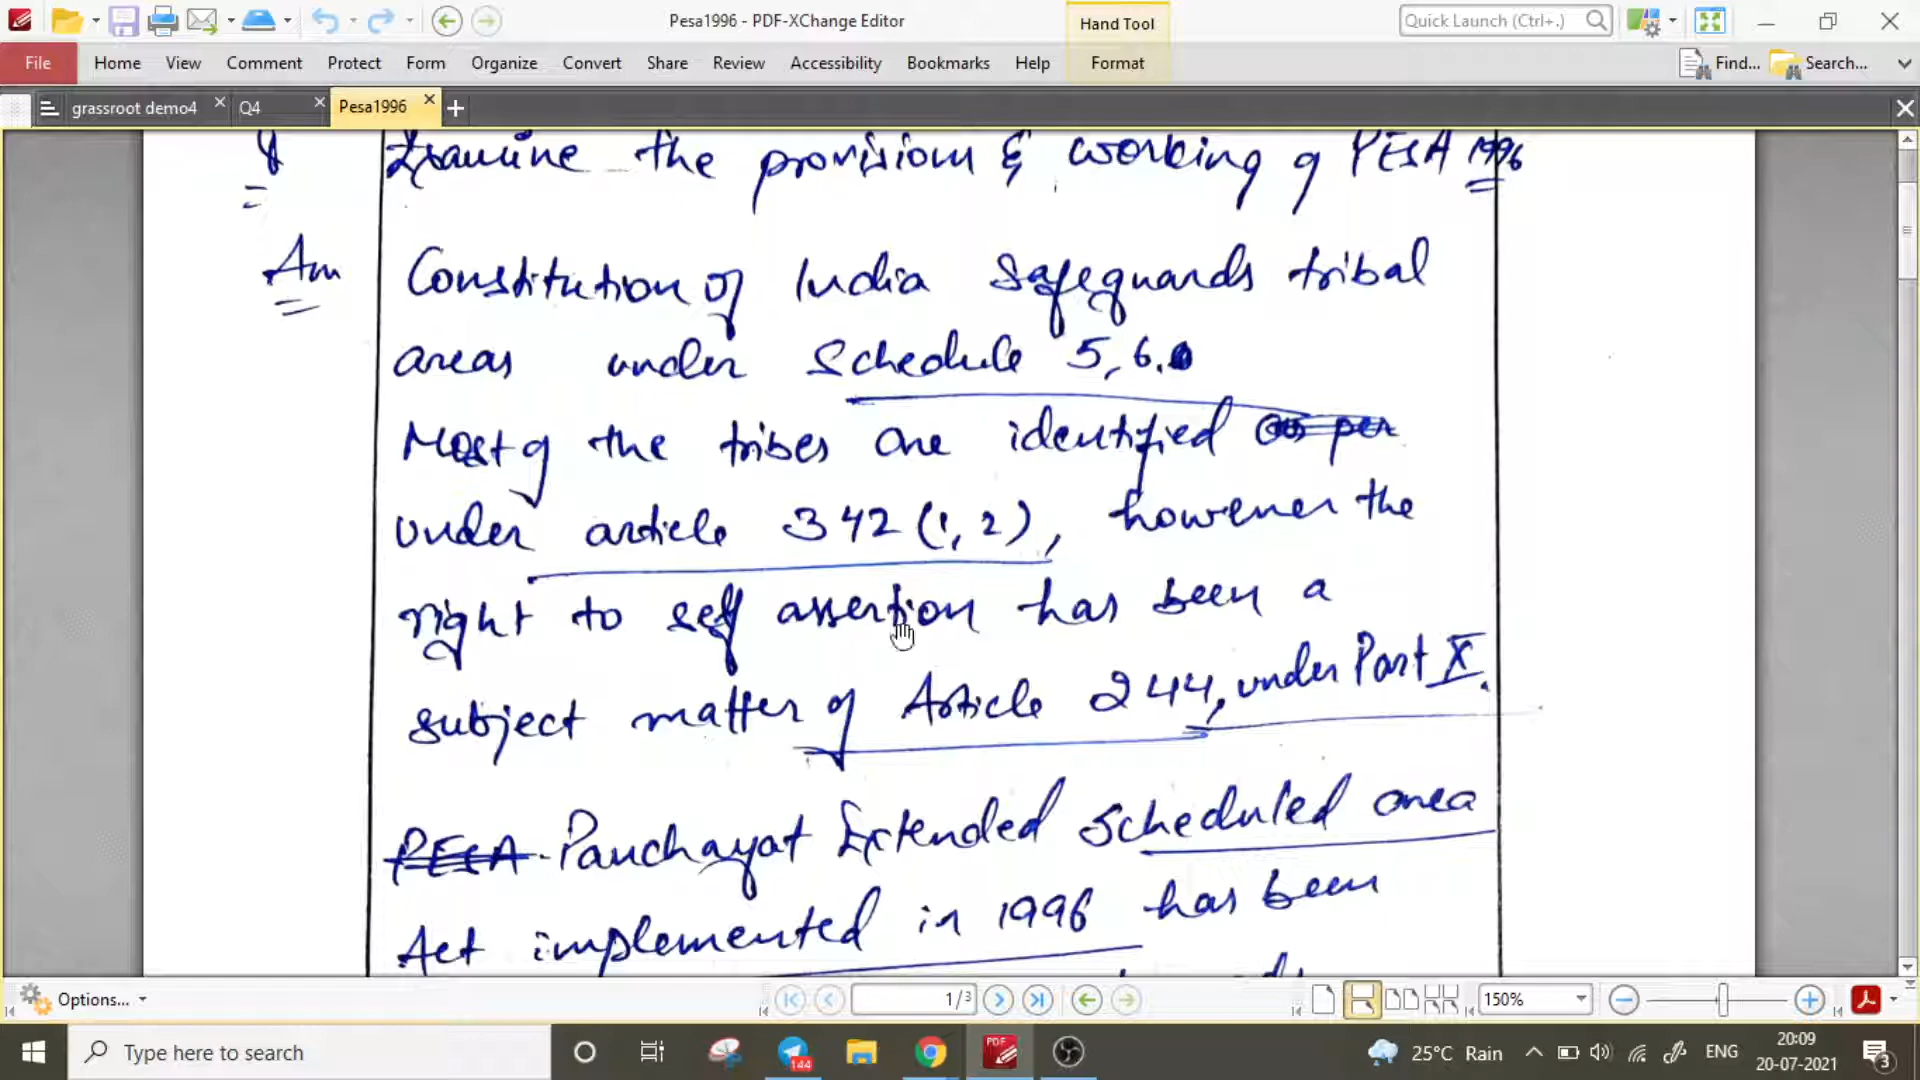 Pesa1996 - PDF-XChange Editor
Hand Tool
Quick Launch (Ctrl+.)
File Home View Comment Protect Form Organize Convert Share Review Accessibility Bookmarks Help Format Find... Search...
grassroot demo4 Q4 Pesa1996
Examine the provisions & working of PESA 1996
Ans Constitution of India safeguards tribal
areas under Schedule 5, 6.
Most of the tribes are identified as per
under article 342 (1, 2), however the
right to self assertion has been a
subject matter of Article 244, under Part X.
PESA - Panchayat Extended Scheduled area
Act implemented in 1996 has been
Options... 1/3 150%
Type here to search
144
PDF
25°C Rain
ENG
20:09
20-07-2021
3